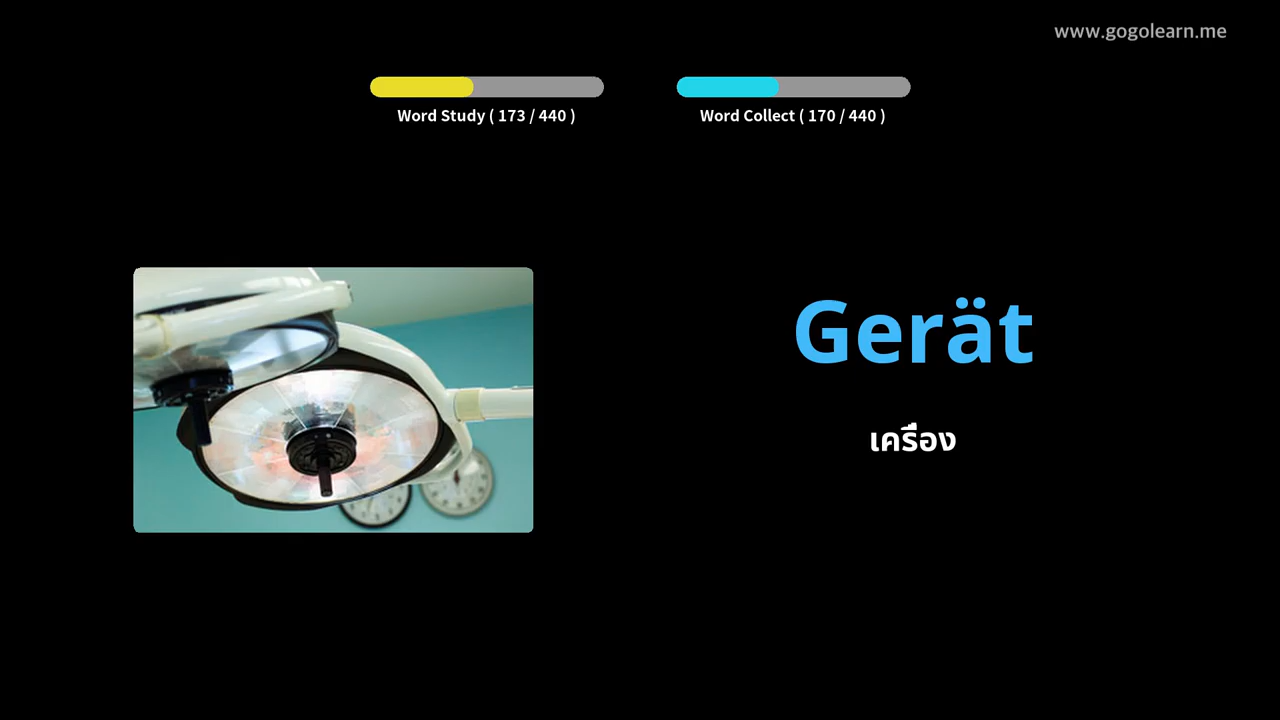 www.gogolearn.me
Word Study ( 173 / 440 )
Word Collect ( 170 / 440 )
Gerät
เครื่อง